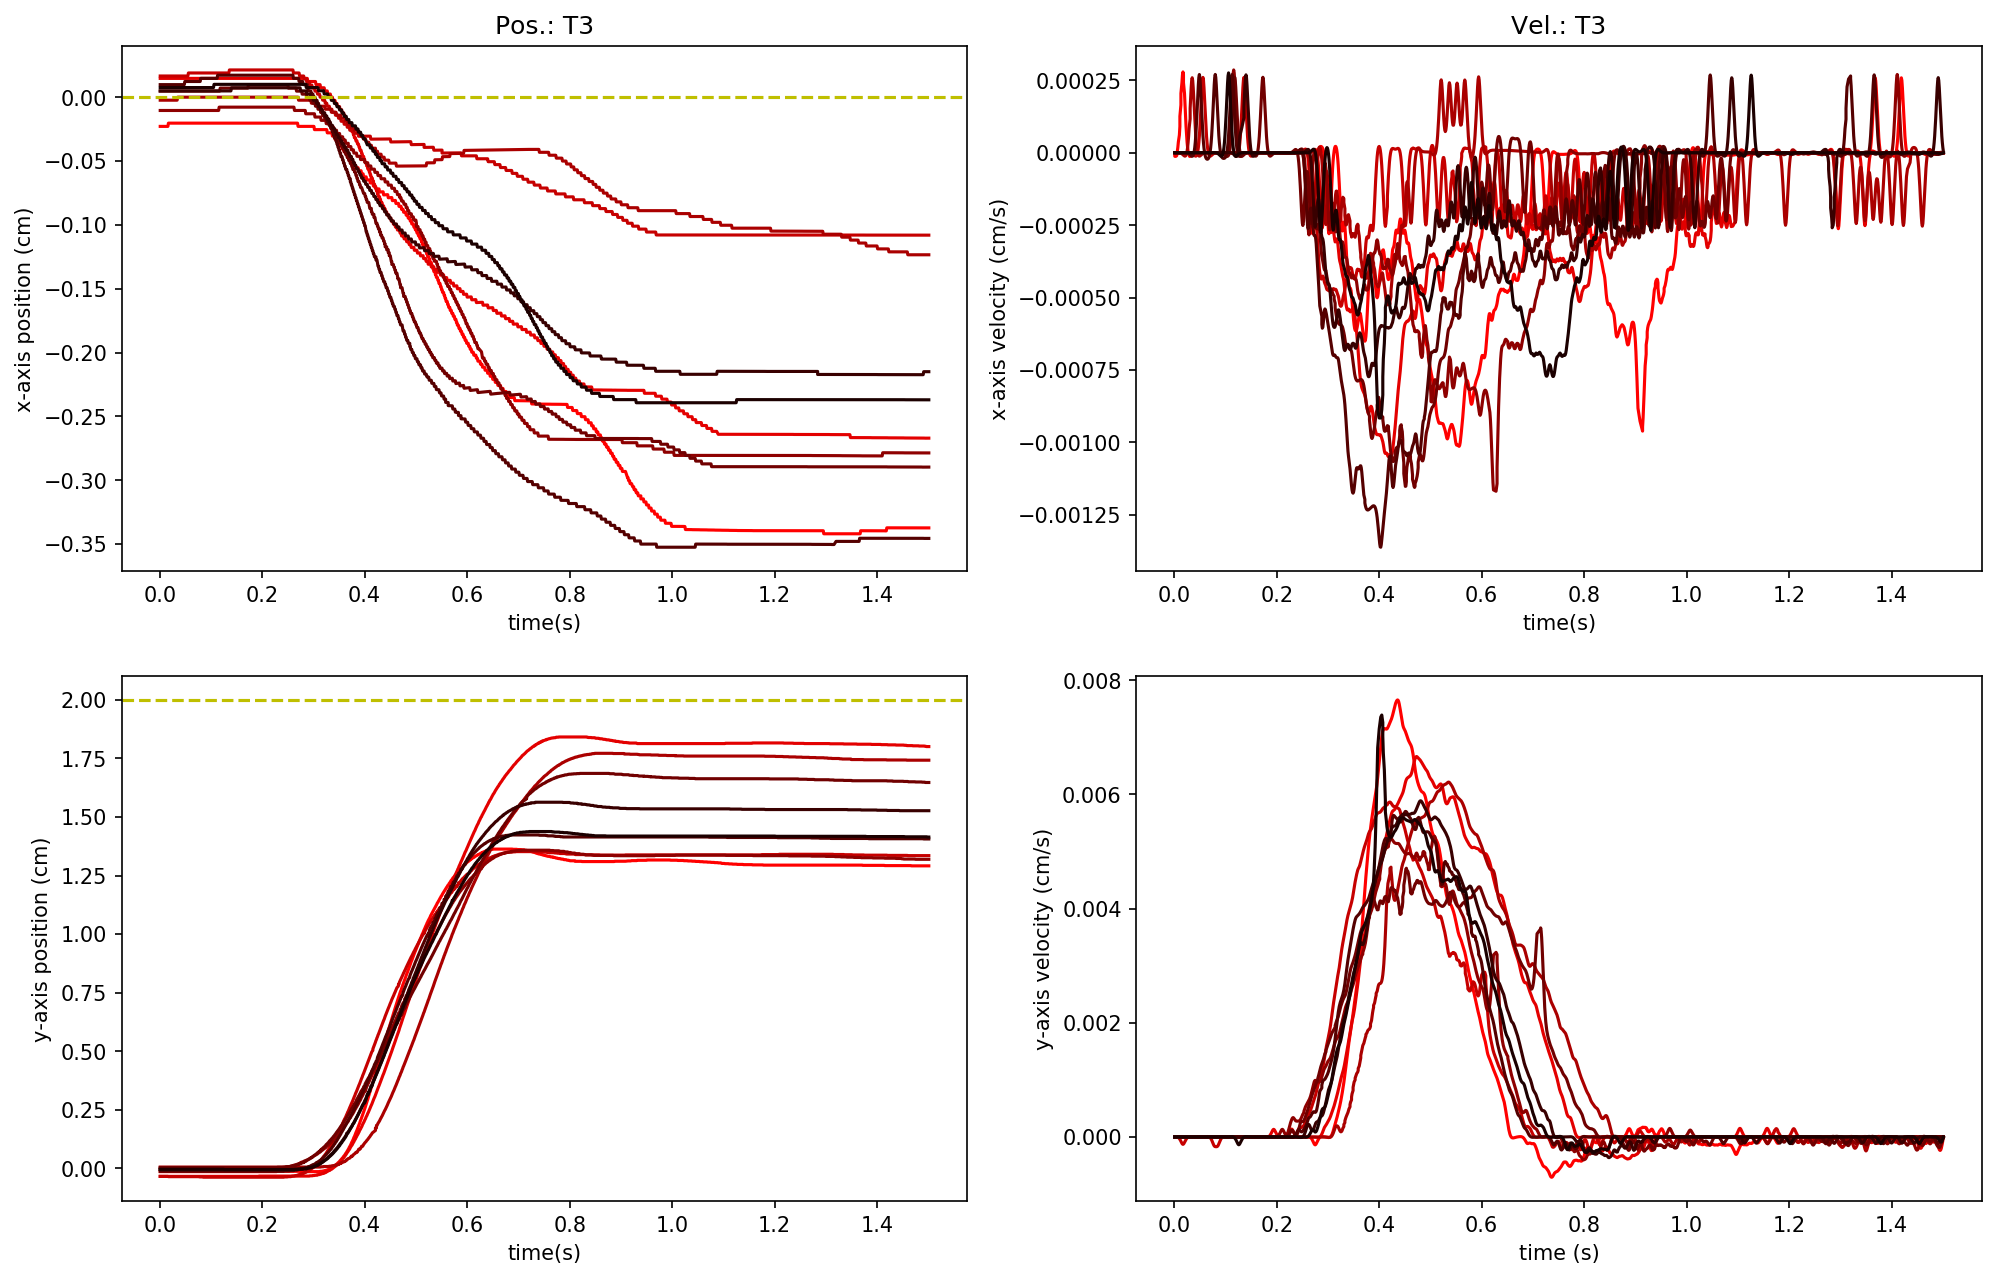 Pos.: T3
x-axis position (cm)
0.00
−0.05
−0.10
−0.15
−0.20
−0.25
−0.30
−0.35
0.0 0.2 0.4 0.6 0.8 1.0 1.2 1.4
time(s)
Vel.: T3
x-axis velocity (cm/s)
0.00025
0.00000
−0.00025
−0.00050
−0.00075
−0.00100
−0.00125
0.0 0.2 0.4 0.6 0.8 1.0 1.2 1.4
time(s)
y-axis position (cm)
2.00
1.75
1.50
1.25
1.00
0.75
0.50
0.25
0.00
0.0 0.2 0.4 0.6 0.8 1.0 1.2 1.4
time(s)
y-axis velocity (cm/s)
0.008
0.006
0.004
0.002
0.000
0.0 0.2 0.4 0.6 0.8 1.0 1.2 1.4
time (s)